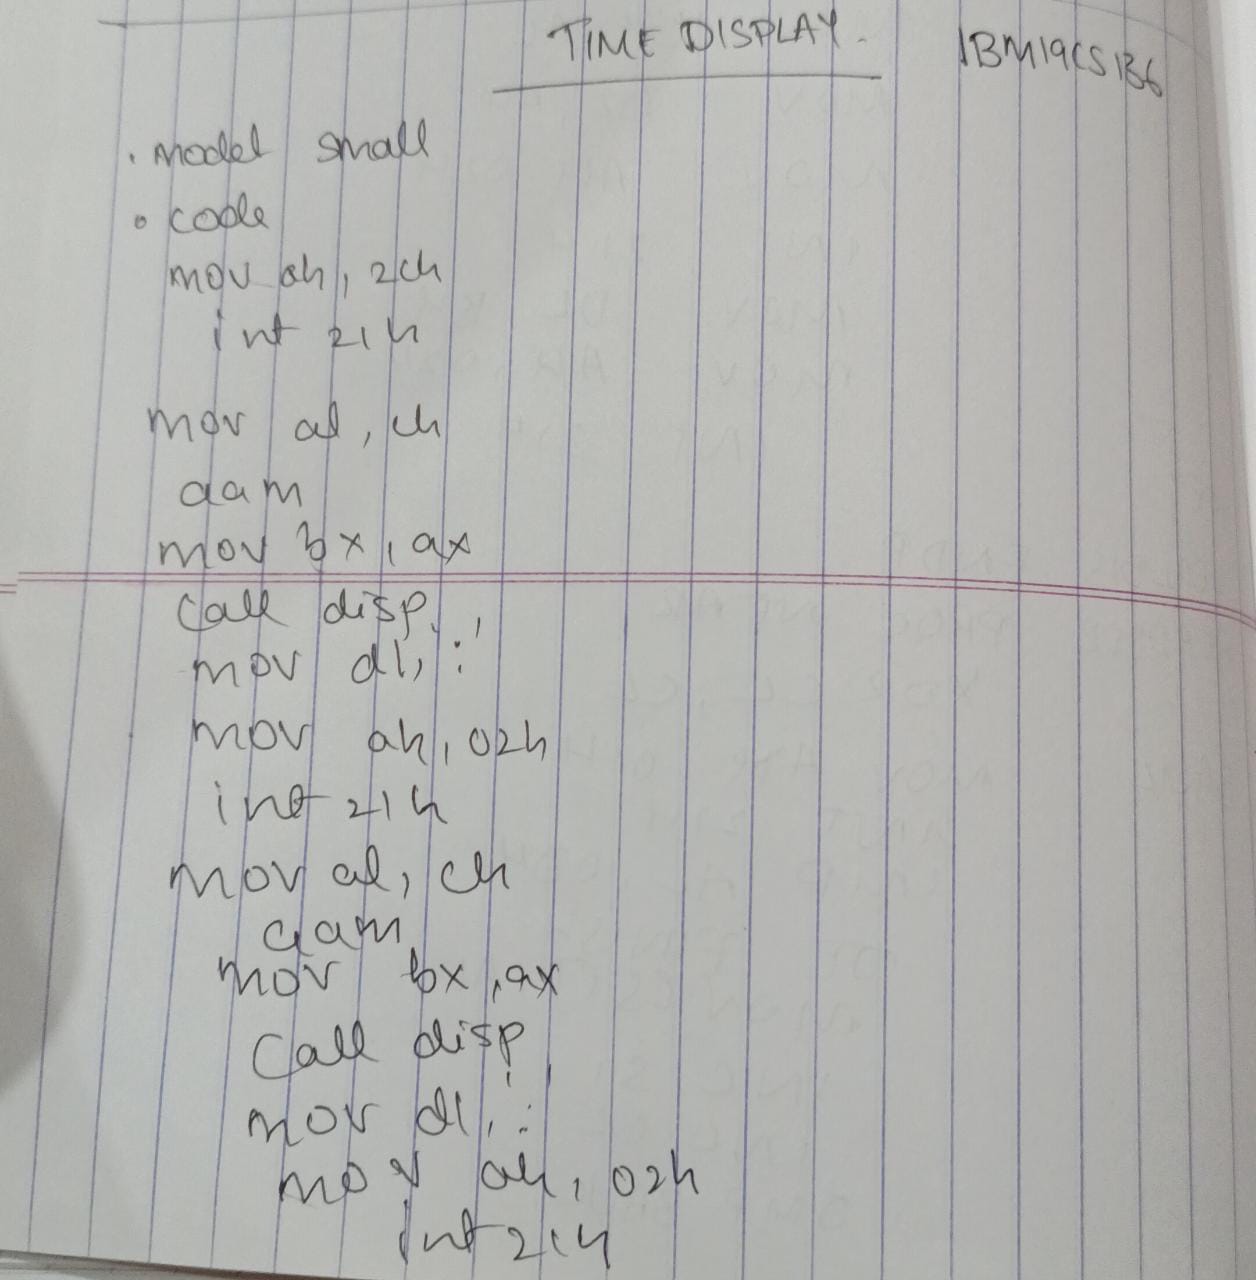 TIME DISPLAY. 1BM19CS136
.model small
.code
mov ah, 2ch
int 21h
mov al, ch
aam
mov bx, ax
call disp
mov dl, ':'
mov ah, 02h
int 21h
mov al, ch
aam
mov bx, ax
Call disp
mov dl, ':'
mov ah, 02h
int 21h